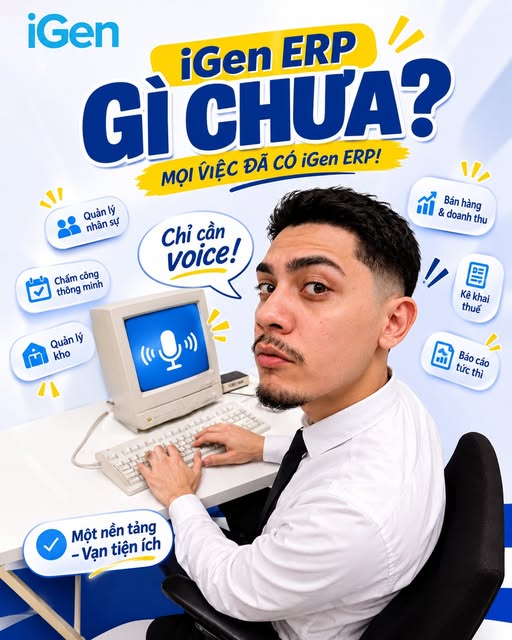 iGen
iGen ERP
GÌ CHƯA?
MỌI VIỆC ĐÃ CÓ iGen ERP!
Quản lý
nhân sự
Chấm công
thông minh
Quản lý
kho
Chỉ cần
voice!
Bán hàng
& doanh thu
Kê khai
thuế
Báo cáo
tức thì
Một nền tảng
– Vạn tiện ích